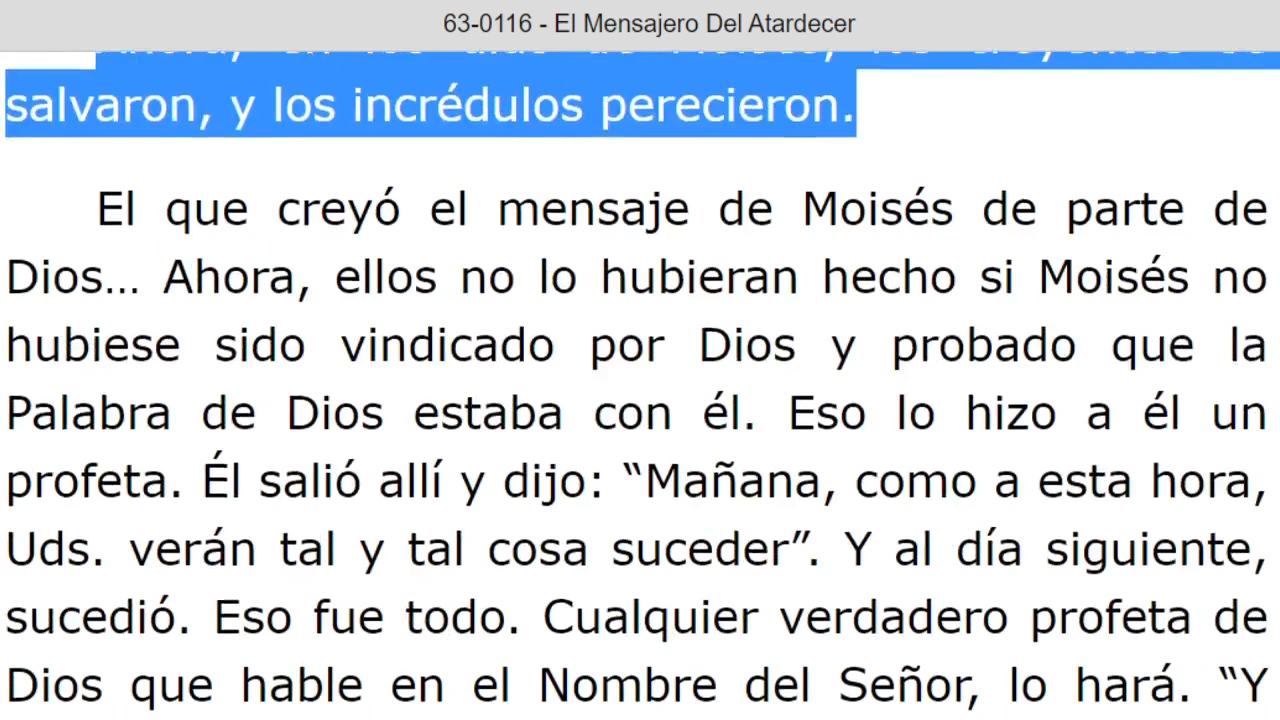 63-0116 - El Mensajero Del Atardecer
salvaron, y los incrédulos perecieron.
El que creyó el mensaje de Moisés de parte de
Dios… Ahora, ellos no lo hubieran hecho si Moisés no
hubiese sido vindicado por Dios y probado que la
Palabra de Dios estaba con él. Eso lo hizo a él un
profeta. Él salió allí y dijo: “Mañana, como a esta hora,
Uds. verán tal y tal cosa suceder”. Y al día siguiente,
sucedió. Eso fue todo. Cualquier verdadero profeta de
Dios que hable en el Nombre del Señor, lo hará. “Y